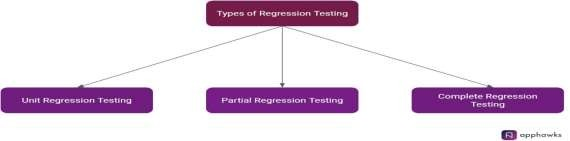 Types of Regression Testing
Unit Regression Testing
Partial Regression Testing
Complete Regression
Testing
apphawks